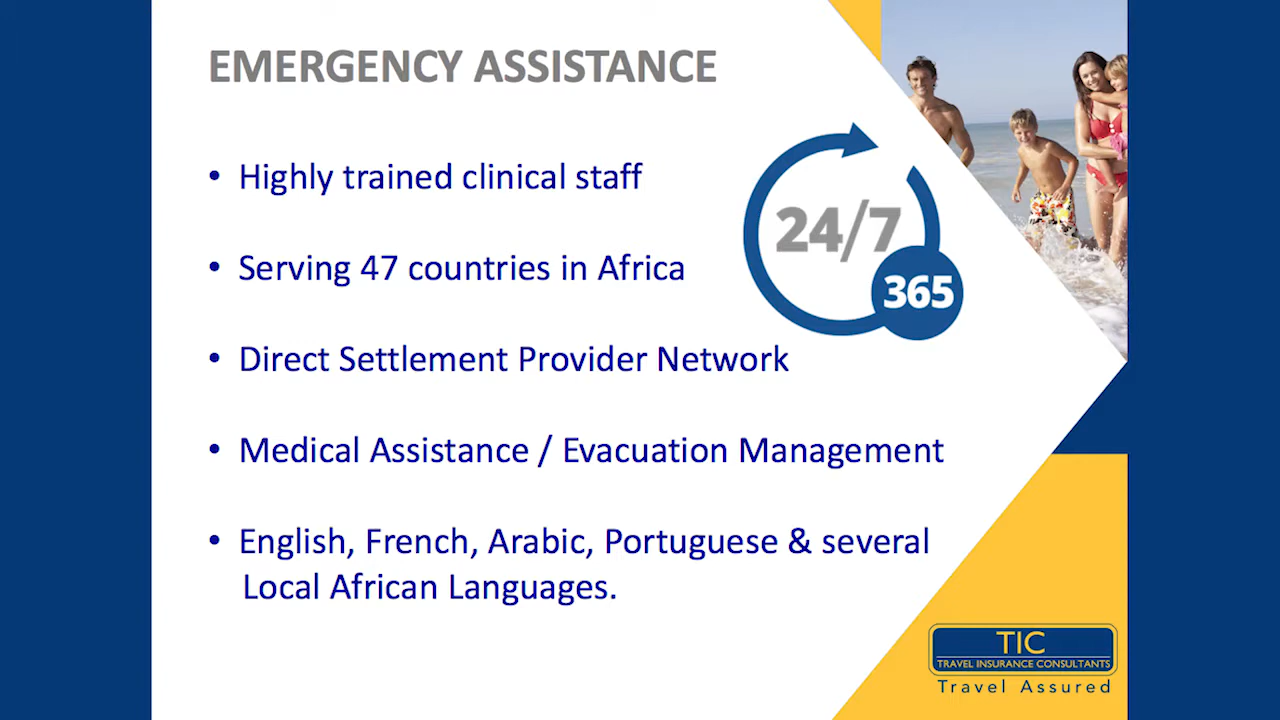 EMERGENCY ASSISTANCE
• Highly trained clinical staff
24/7
• Serving 47 countries in Africa
365
• Direct Settlement Provider Network
• Medical Assistance / Evacuation Management
• English, French, Arabic, Portuguese & several
Local African Languages.
TIC
TRAVEL INSURANCE CONSULTANTS
Travel Assured